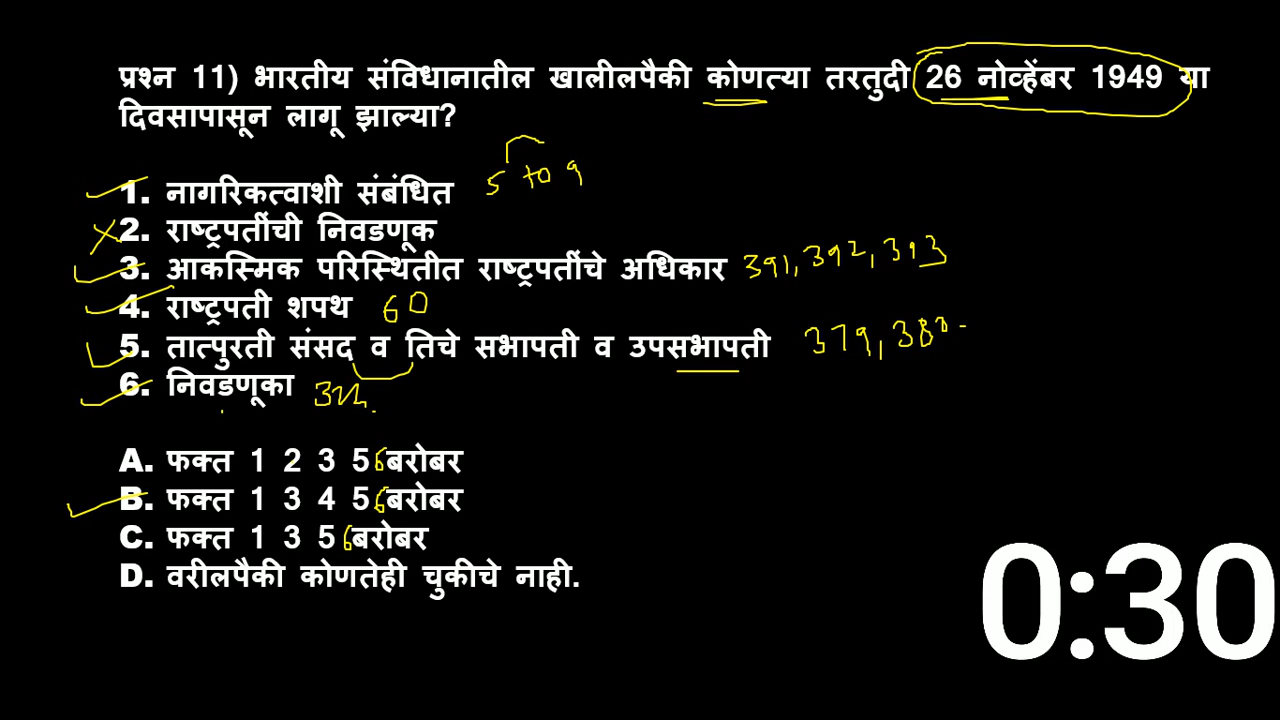 प्रश्न 11) भारतीय संविधानातील खालीलपैकी कोणत्या तरतुदी 26 नोव्हेंबर 1949 या
दिवसापासून लागू झाल्या?
1. नागरिकत्वाशी संबंधित 5 to 9
2. राष्ट्रपतींची निवडणूक
3. आकस्मिक परिस्थितीत राष्ट्रपतींचे अधिकार 391, 392, 393
4. राष्ट्रपती शपथ 60
5. तात्पुरती संसद व तिचे सभापती व उपसभापती 379, 380
6. निवडणूका 324
A. फक्त 1 2 3 5 6 बरोबर
B. फक्त 1 3 4 5 6 बरोबर
C. फक्त 1 3 5 6 बरोबर
D. वरीलपैकी कोणतेही चुकीचे नाही.
0:30